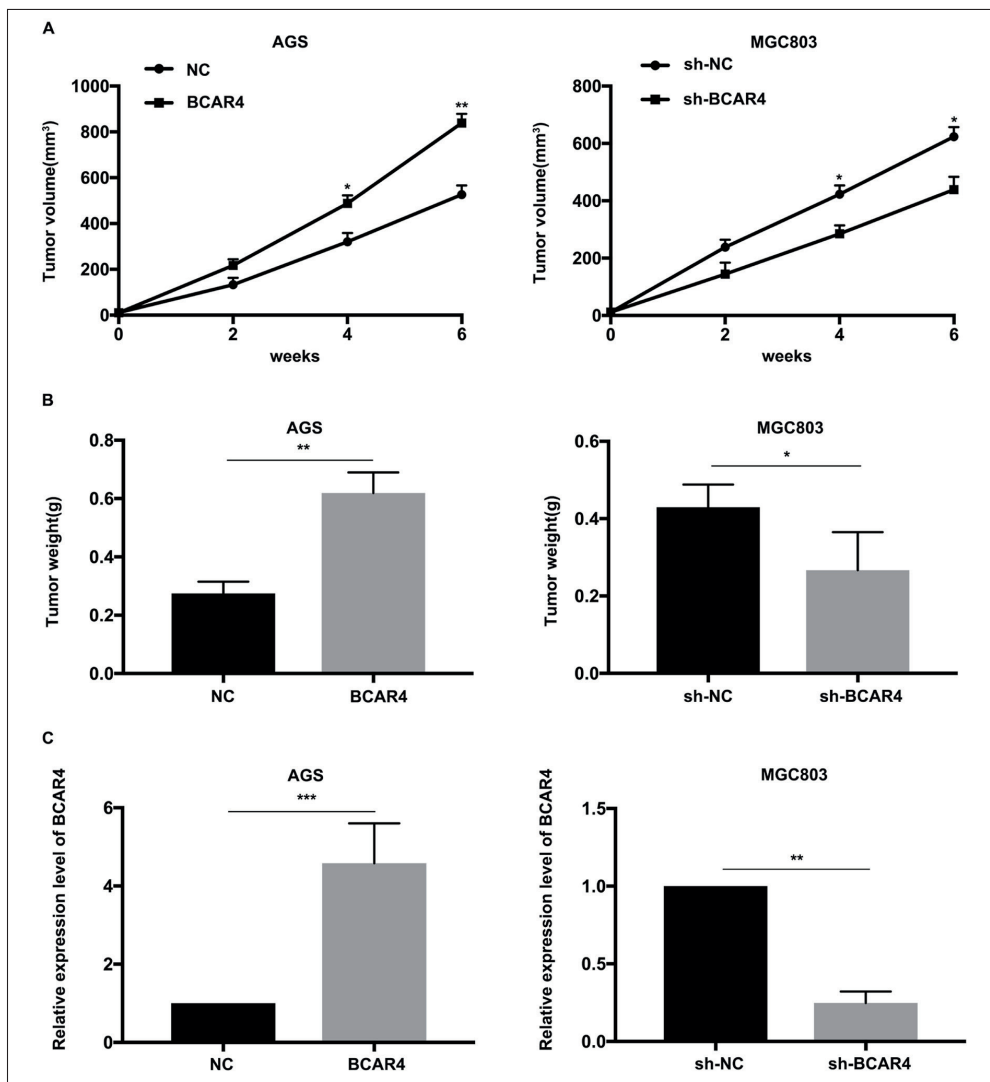 A
AGS
NC
BCAR4
Tumor volume(mm³)
1000
800
600
400
200
0
*
**
0 2 4 6
weeks
MGC803
sh-NC
sh-BCAR4
Tumor volume(mm³)
800
600
400
200
0
*
*
0 2 4 6
weeks
B
AGS
**
Tumor weight(g)
0.8
0.6
0.4
0.2
0.0
NC BCAR4
MGC803
*
Tumor weight(g)
0.6
0.4
0.2
0.0
sh-NC sh-BCAR4
C
AGS
***
Relative expression level of BCAR4
6
4
2
0
NC BCAR4
MGC803
**
Relative expression level of BCAR4
1.5
1.0
0.5
0.0
sh-NC sh-BCAR4